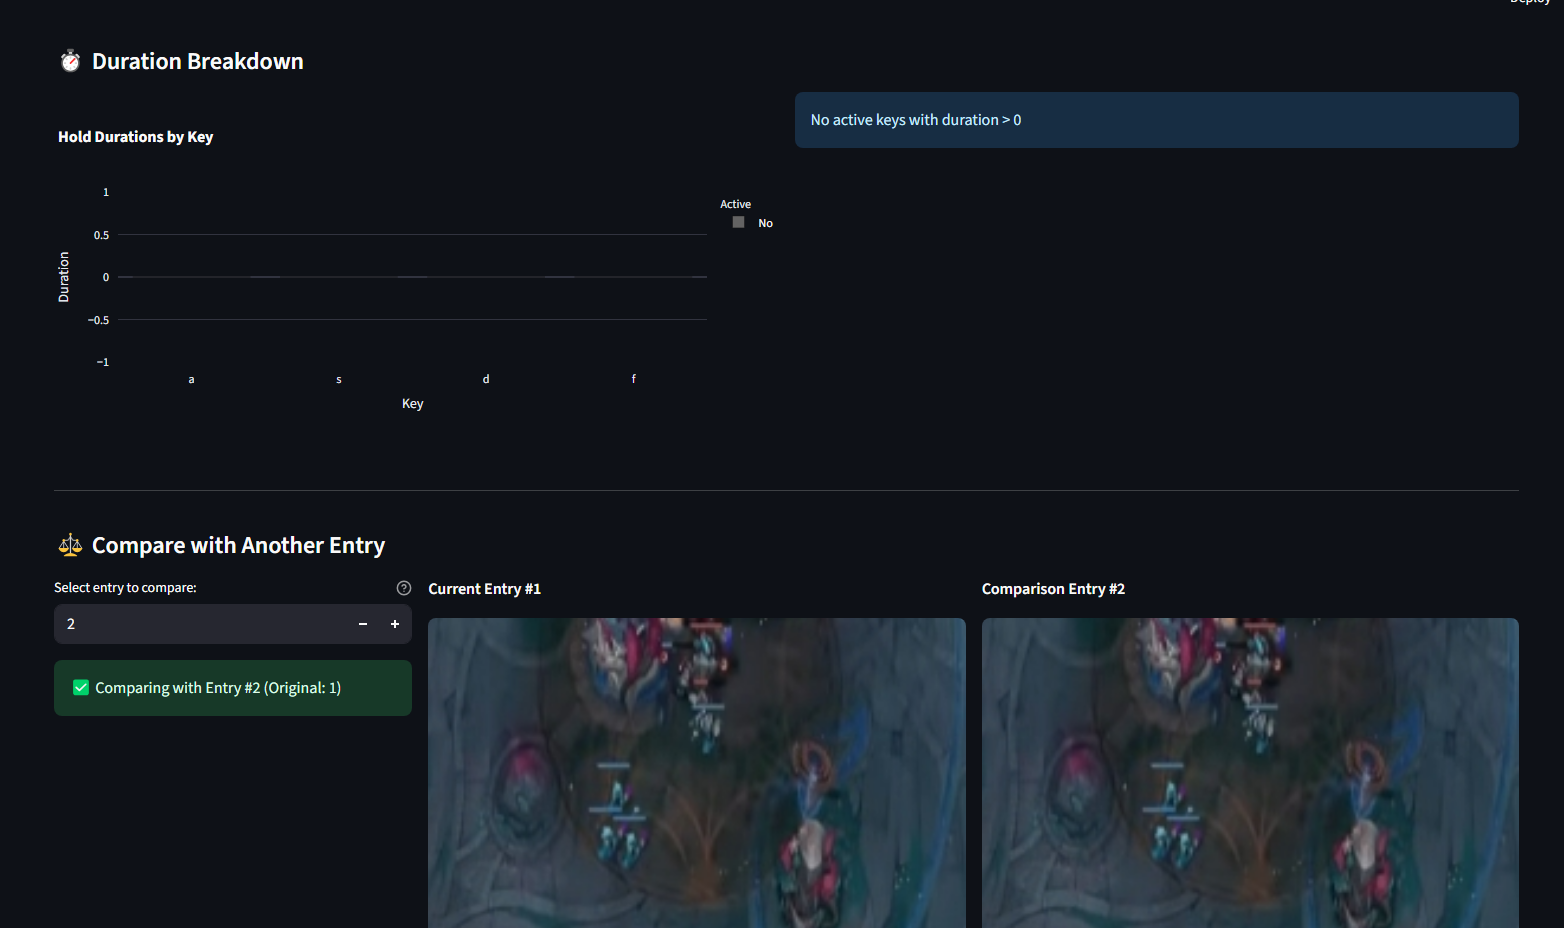 Deploy
Duration Breakdown
No active keys with duration > 0
Hold Durations by Key
1
0.5
0
−0.5
−1
Duration
a s d f
Key
Active
No
Compare with Another Entry
Select entry to compare:
2
Comparing with Entry #2 (Original: 1)
Current Entry #1
Comparison Entry #2